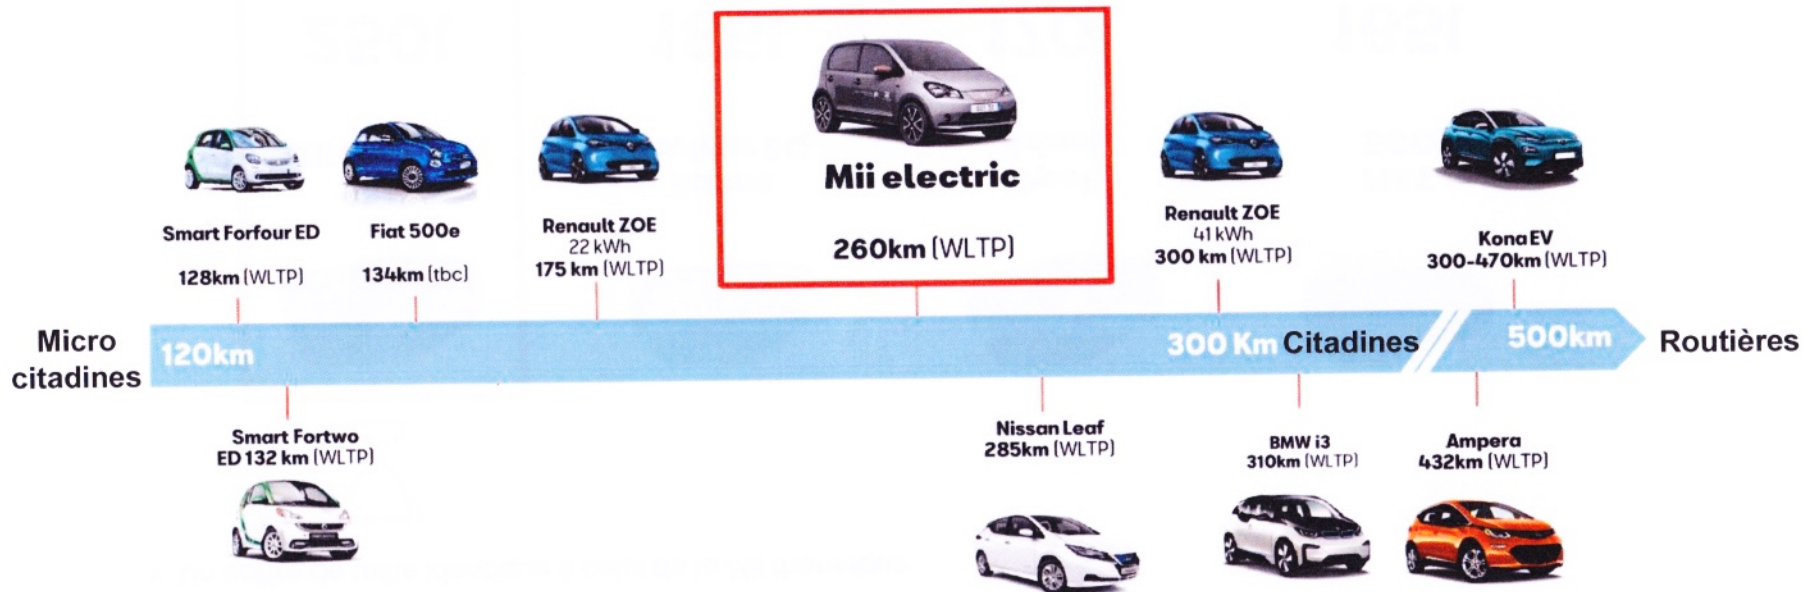 Mii electric
260km (WLTP)
Smart Forfour ED
128km (WLTP)
Fiat 500e
134km (tbc)
Renault ZOE
22 kWh
175 km (WLTP)
Renault ZOE
41 kWh
300 km (WLTP)
Kona EV
300-470km (WLTP)
Micro
citadines
120km
300 Km Citadines
500km
Routières
Smart Fortwo
ED 132 km (WLTP)
Nissan Leaf
285km (WLTP)
BMW i3
310km (WLTP)
Ampera
432km (WLTP)